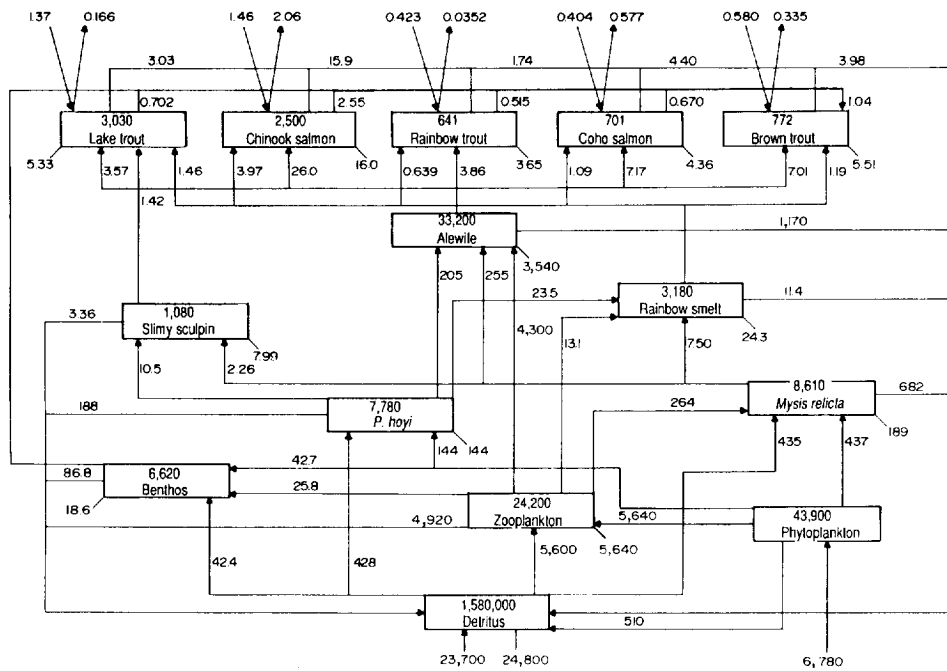 1.37 0.166 1.46 2.06 0.423 0.0352 0.404 0.577 0.580 0.335
3.03 15.9 1.74 4.40 3.98
0.702 2.55 0.515 0.670 1.04
3,030 2,500 641 701 772
Lake trout Chinook salmon Rainbow trout Coho salmon Brown trout
5.33 16.0 3.65 4.36 5.51
3.57 1.46 3.97 26.0 0.639 3.86 1.09 7.17 7.01 1.19
1.42
33,200
Alewife
1,170
3,540
205 255
23.5
3,180
Rainbow smelt
11.4
24.3
3.36
1,080
Slimy sculpin
7.99
4,300 13.1 7.50
10.5 2.26
8,610
Mysis relicta
682
189
188
7,780
P. hoyi
264
144 144
435 437
42.7
86.8
6,620
Benthos
18.6
25.8
24,200
Zooplankton
4,920
5,640
5,640
43,900
Phytoplankton
42.4 428 5,600
1,580,000
Detritus
510
23,700 24,800 6,780